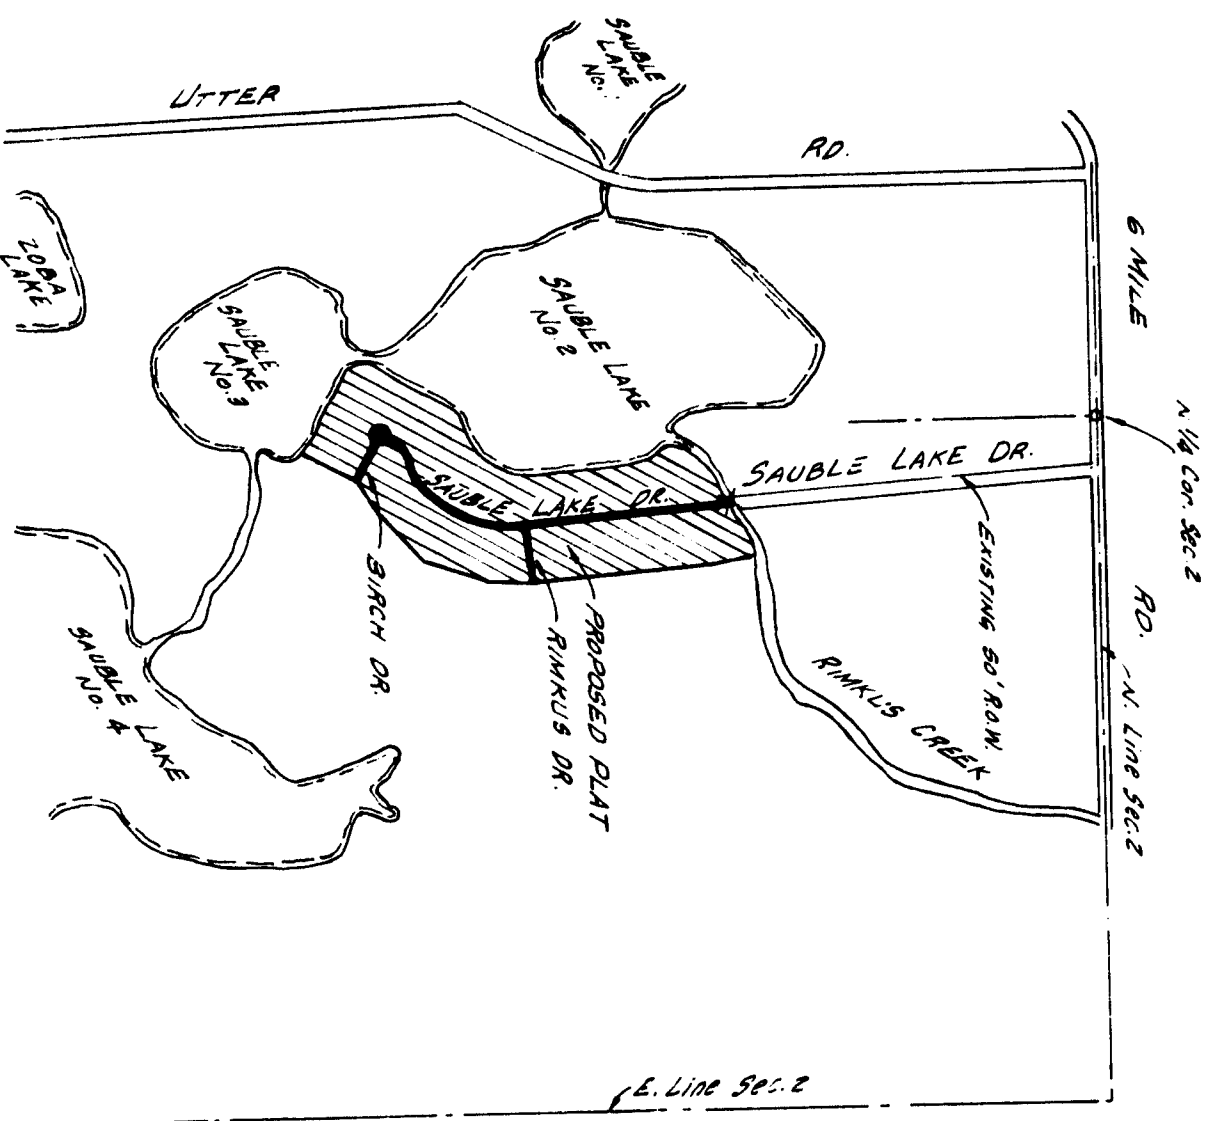 SAUBLE
LAKE
No.
UTTER
RD.
6 MILE
RD.
ZOBA
LAKE
SAUBLE
LAKE
No. 3
SAUBLE LAKE
No. 2
N 1/4 Cor. Sec. 2
SAUBLE LAKE DR.
SAUBLE LAKE DR.
EXISTING 50' R.O.W.
N. Line Sec. 2
BIRCH DR.
RIMKUS DR.
PROPOSED PLAT
RIMKU'S CREEK
SAUBLE LAKE
No. 4
E. Line Sec. 2